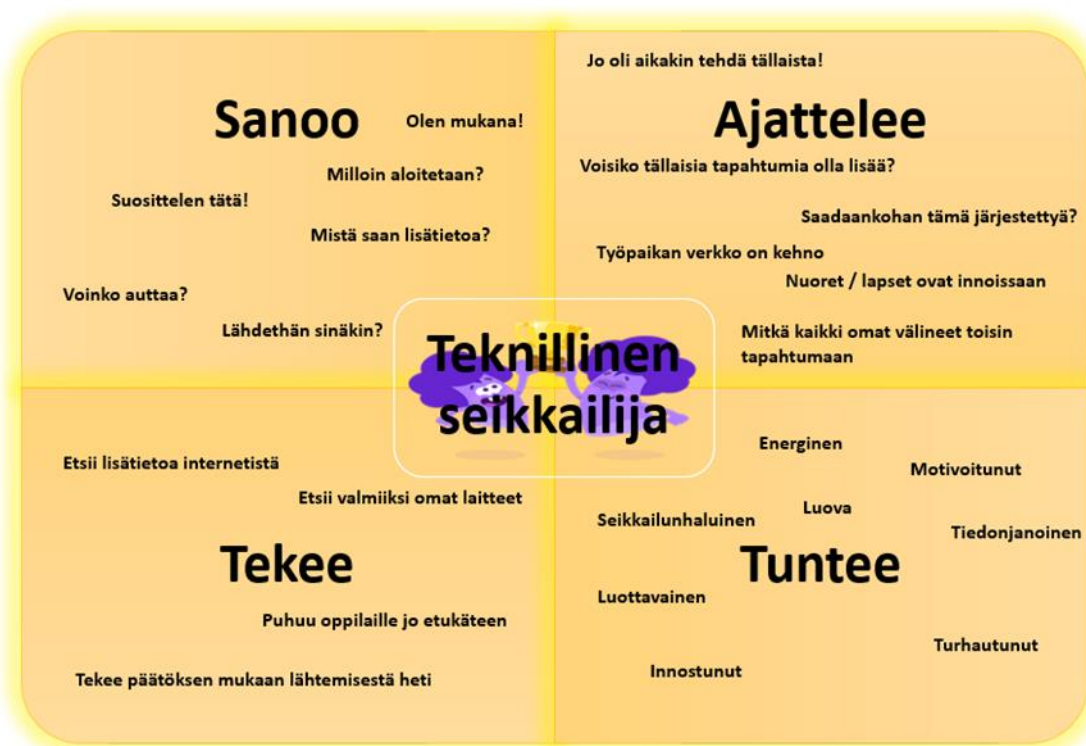 Sanoo
Olen mukana!
Milloin aloitetaan?
Suosittelen tätä!
Mistä saan lisätietoa?
Voinko auttaa?
Lähdethän sinäkin?
Jo oli aikakin tehdä tällaista!
Ajattelee
Voisiko tällaisia tapahtumia olla lisää?
Saadaankohan tämä järjestettyä?
Työpaikan verkko on kehno
Nuoret / lapset ovat innoissaan
Mitkä kaikki omat välineet toisin
tapahtumaan
Teknillinen
seikkailija
Etsii lisätietoa internetistä
Etsii valmiiksi omat laitteet
Tekee
Puhuu oppilaille jo etukäteen
Tekee päätöksen mukaan lähtemisestä heti
Energinen
Motivoitunut
Luova
Seikkailunhaluinen
Tiedonjanoinen
Tuntee
Luottavainen
Turhautunut
Innostunut